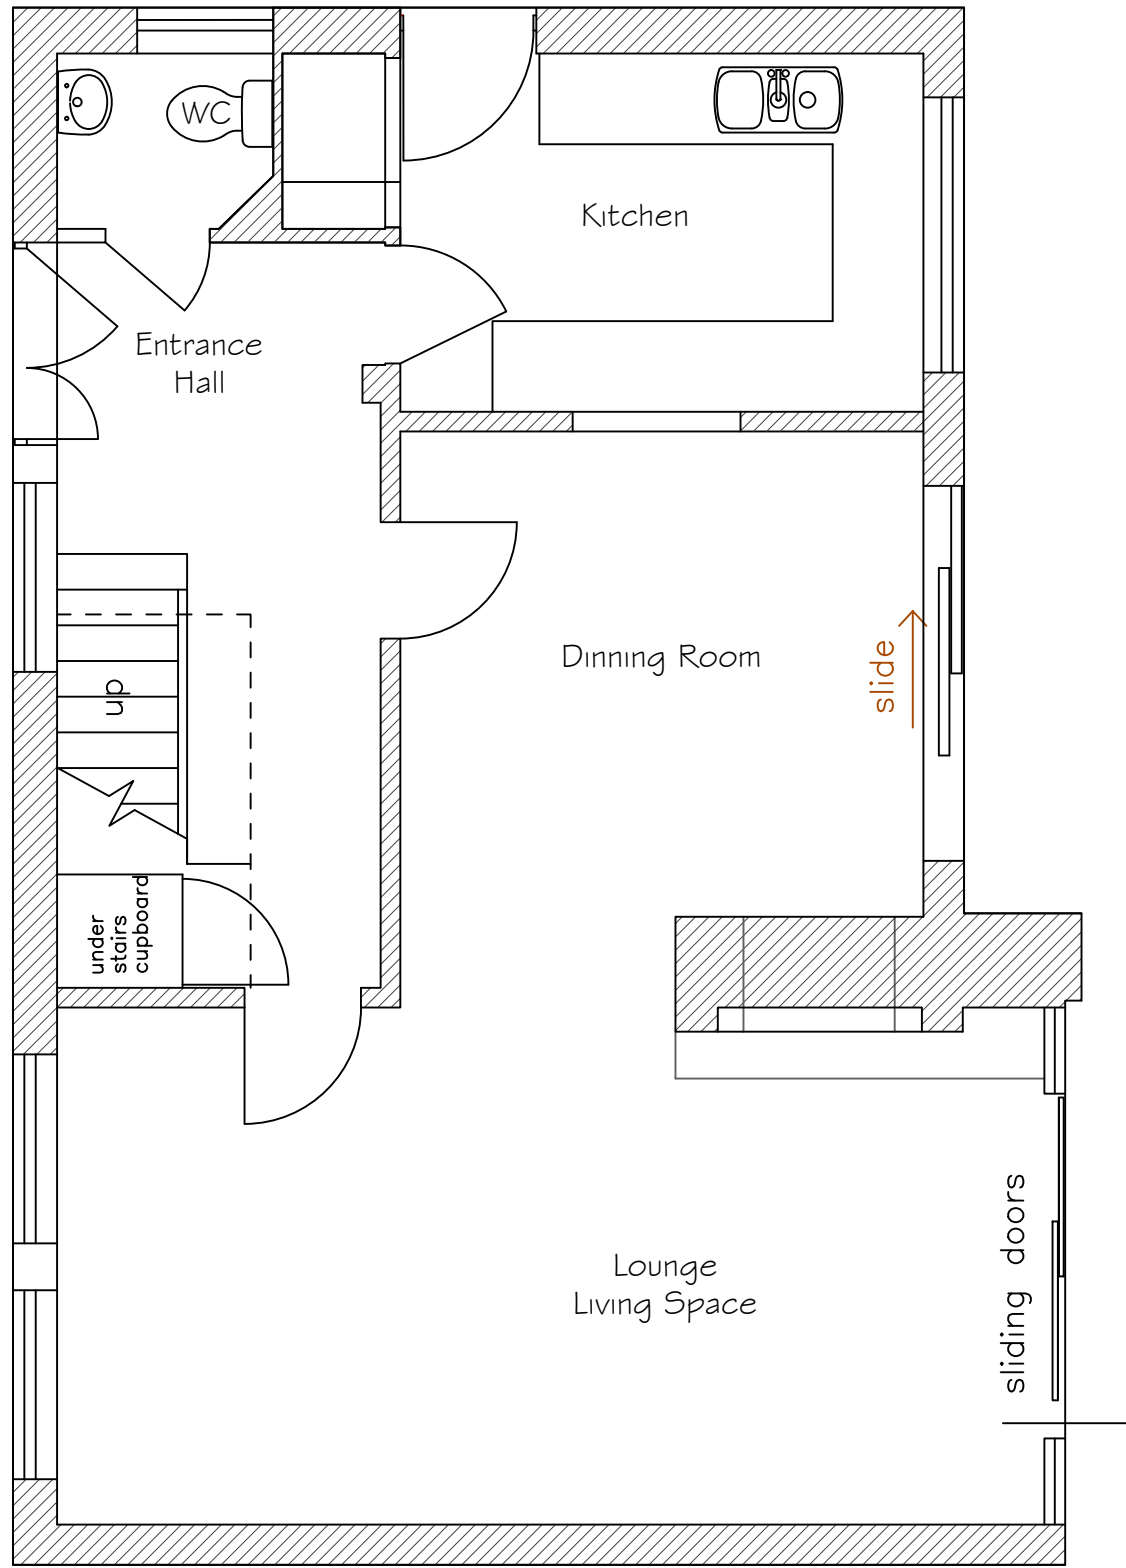 WC
Kitchen
Entrance
Hall
Dinning Room
slide
up
under
stairs
cupboard
Lounge
Living Space
sliding doors